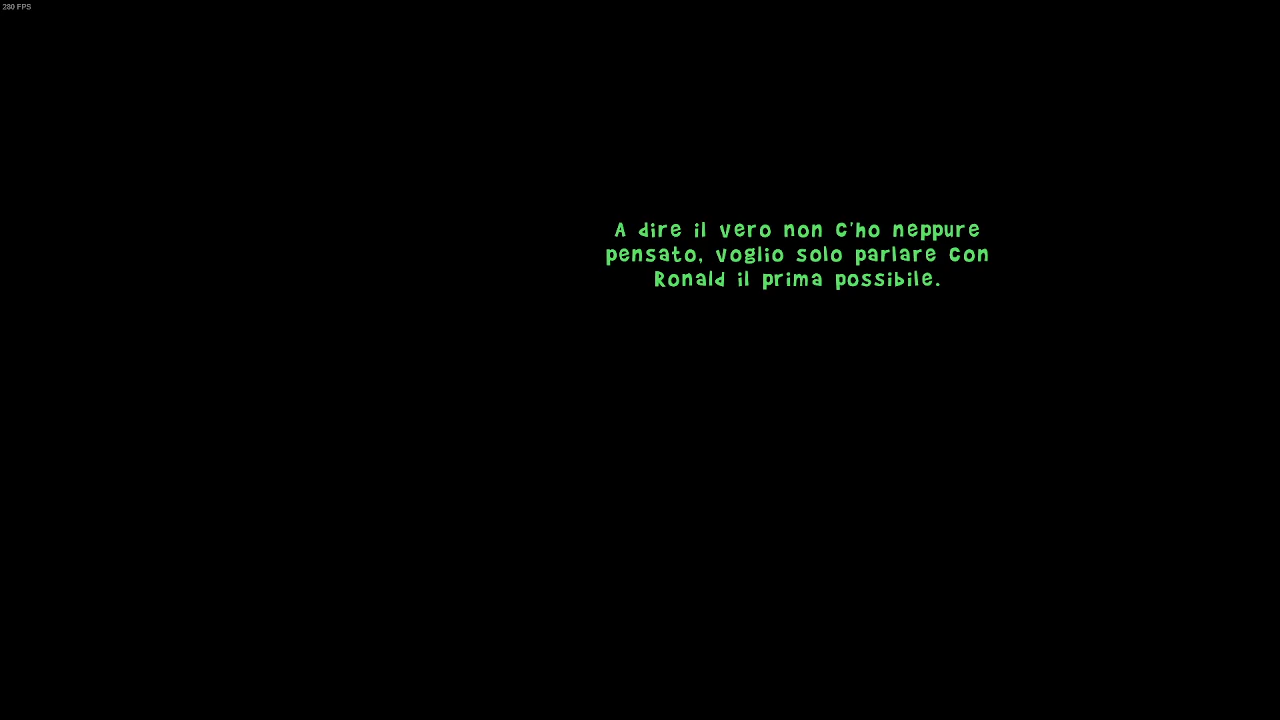 280 FPS
A dire il vero non c'ho neppure
pensato, voglio solo parlare con
Ronald il prima possibile.